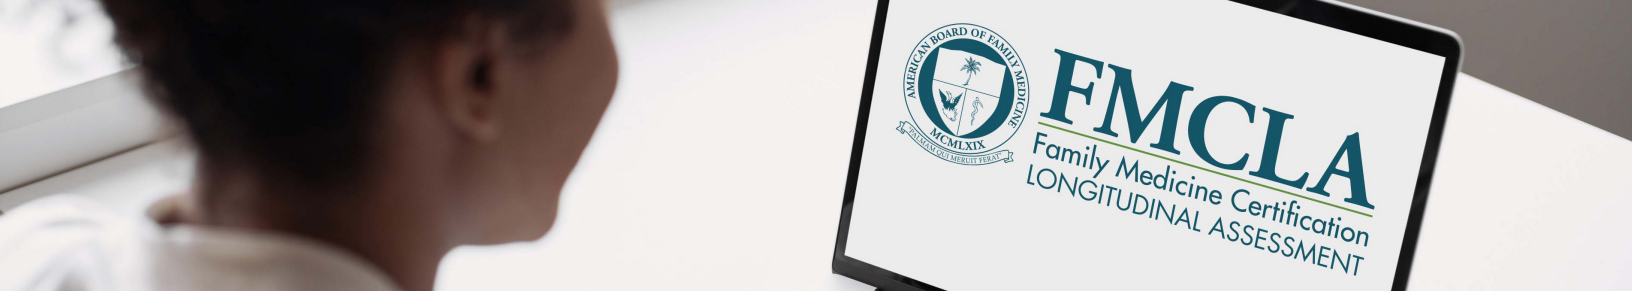 AMERICAN BOARD OF FAMILY MEDICINE
MCMLXIX
"PALMAM QUI MERUIT FERAT"
FMCLA
Family Medicine Certification
LONGITUDINAL ASSESSMENT